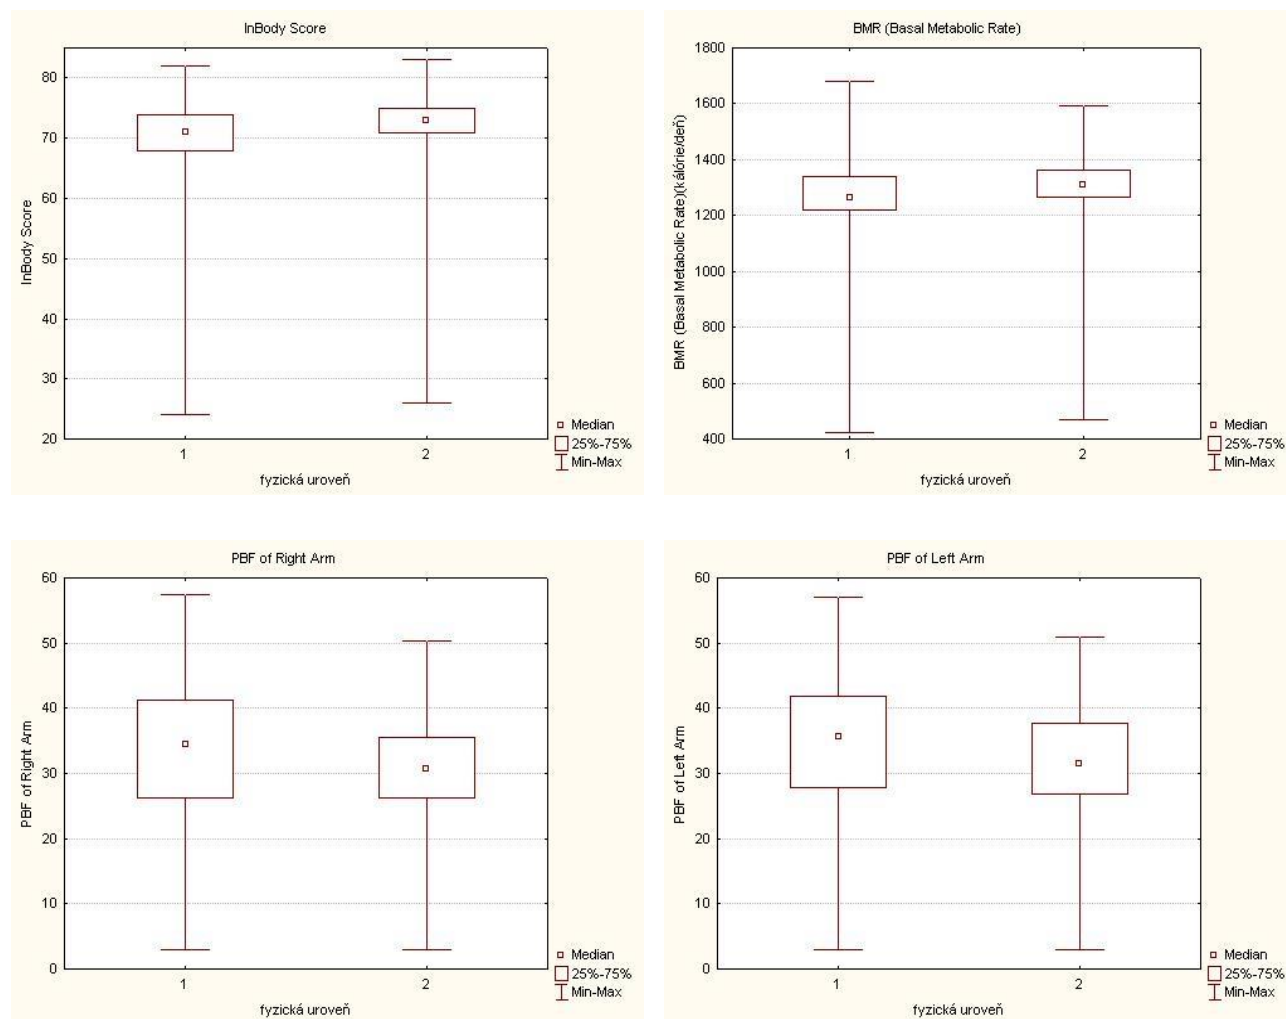 InBody Score
InBody Score
80
70
60
50
40
30
20
1
2
fyzická uroveň
Median
25%-75%
Min-Max
BMR (Basal Metabolic Rate)
BMR (Basal Metabolic Rate)(kálórie/deň)
1800
1600
1400
1200
1000
800
600
400
1
2
fyzická uroveň
Median
25%-75%
Min-Max
PBF of Right Arm
PBF of Right Arm
60
50
40
30
20
10
0
1
2
fyzická uroveň
Median
25%-75%
Min-Max
PBF of Left Arm
PBF of Left Arm
60
50
40
30
20
10
0
1
2
fyzická uroveň
Median
25%-75%
Min-Max